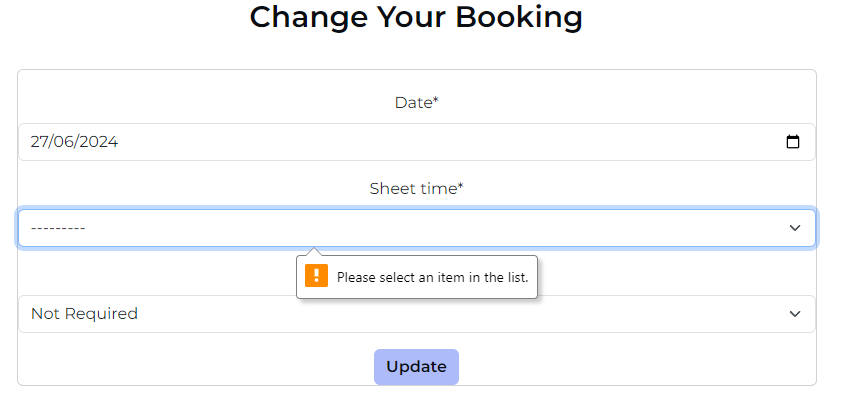 Change Your Booking
Date*
27/06/2024
Sheet time*
---------
Please select an item in the list.
Not Required
Update